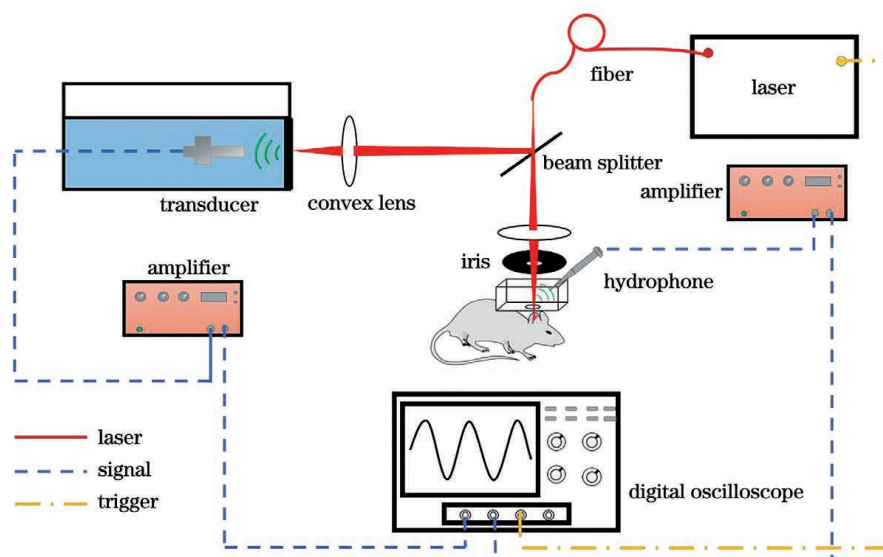 fiber
laser
beam splitter
amplifier
transducer
convex lens
iris
hydrophone
amplifier
laser
signal
trigger
digital oscilloscope